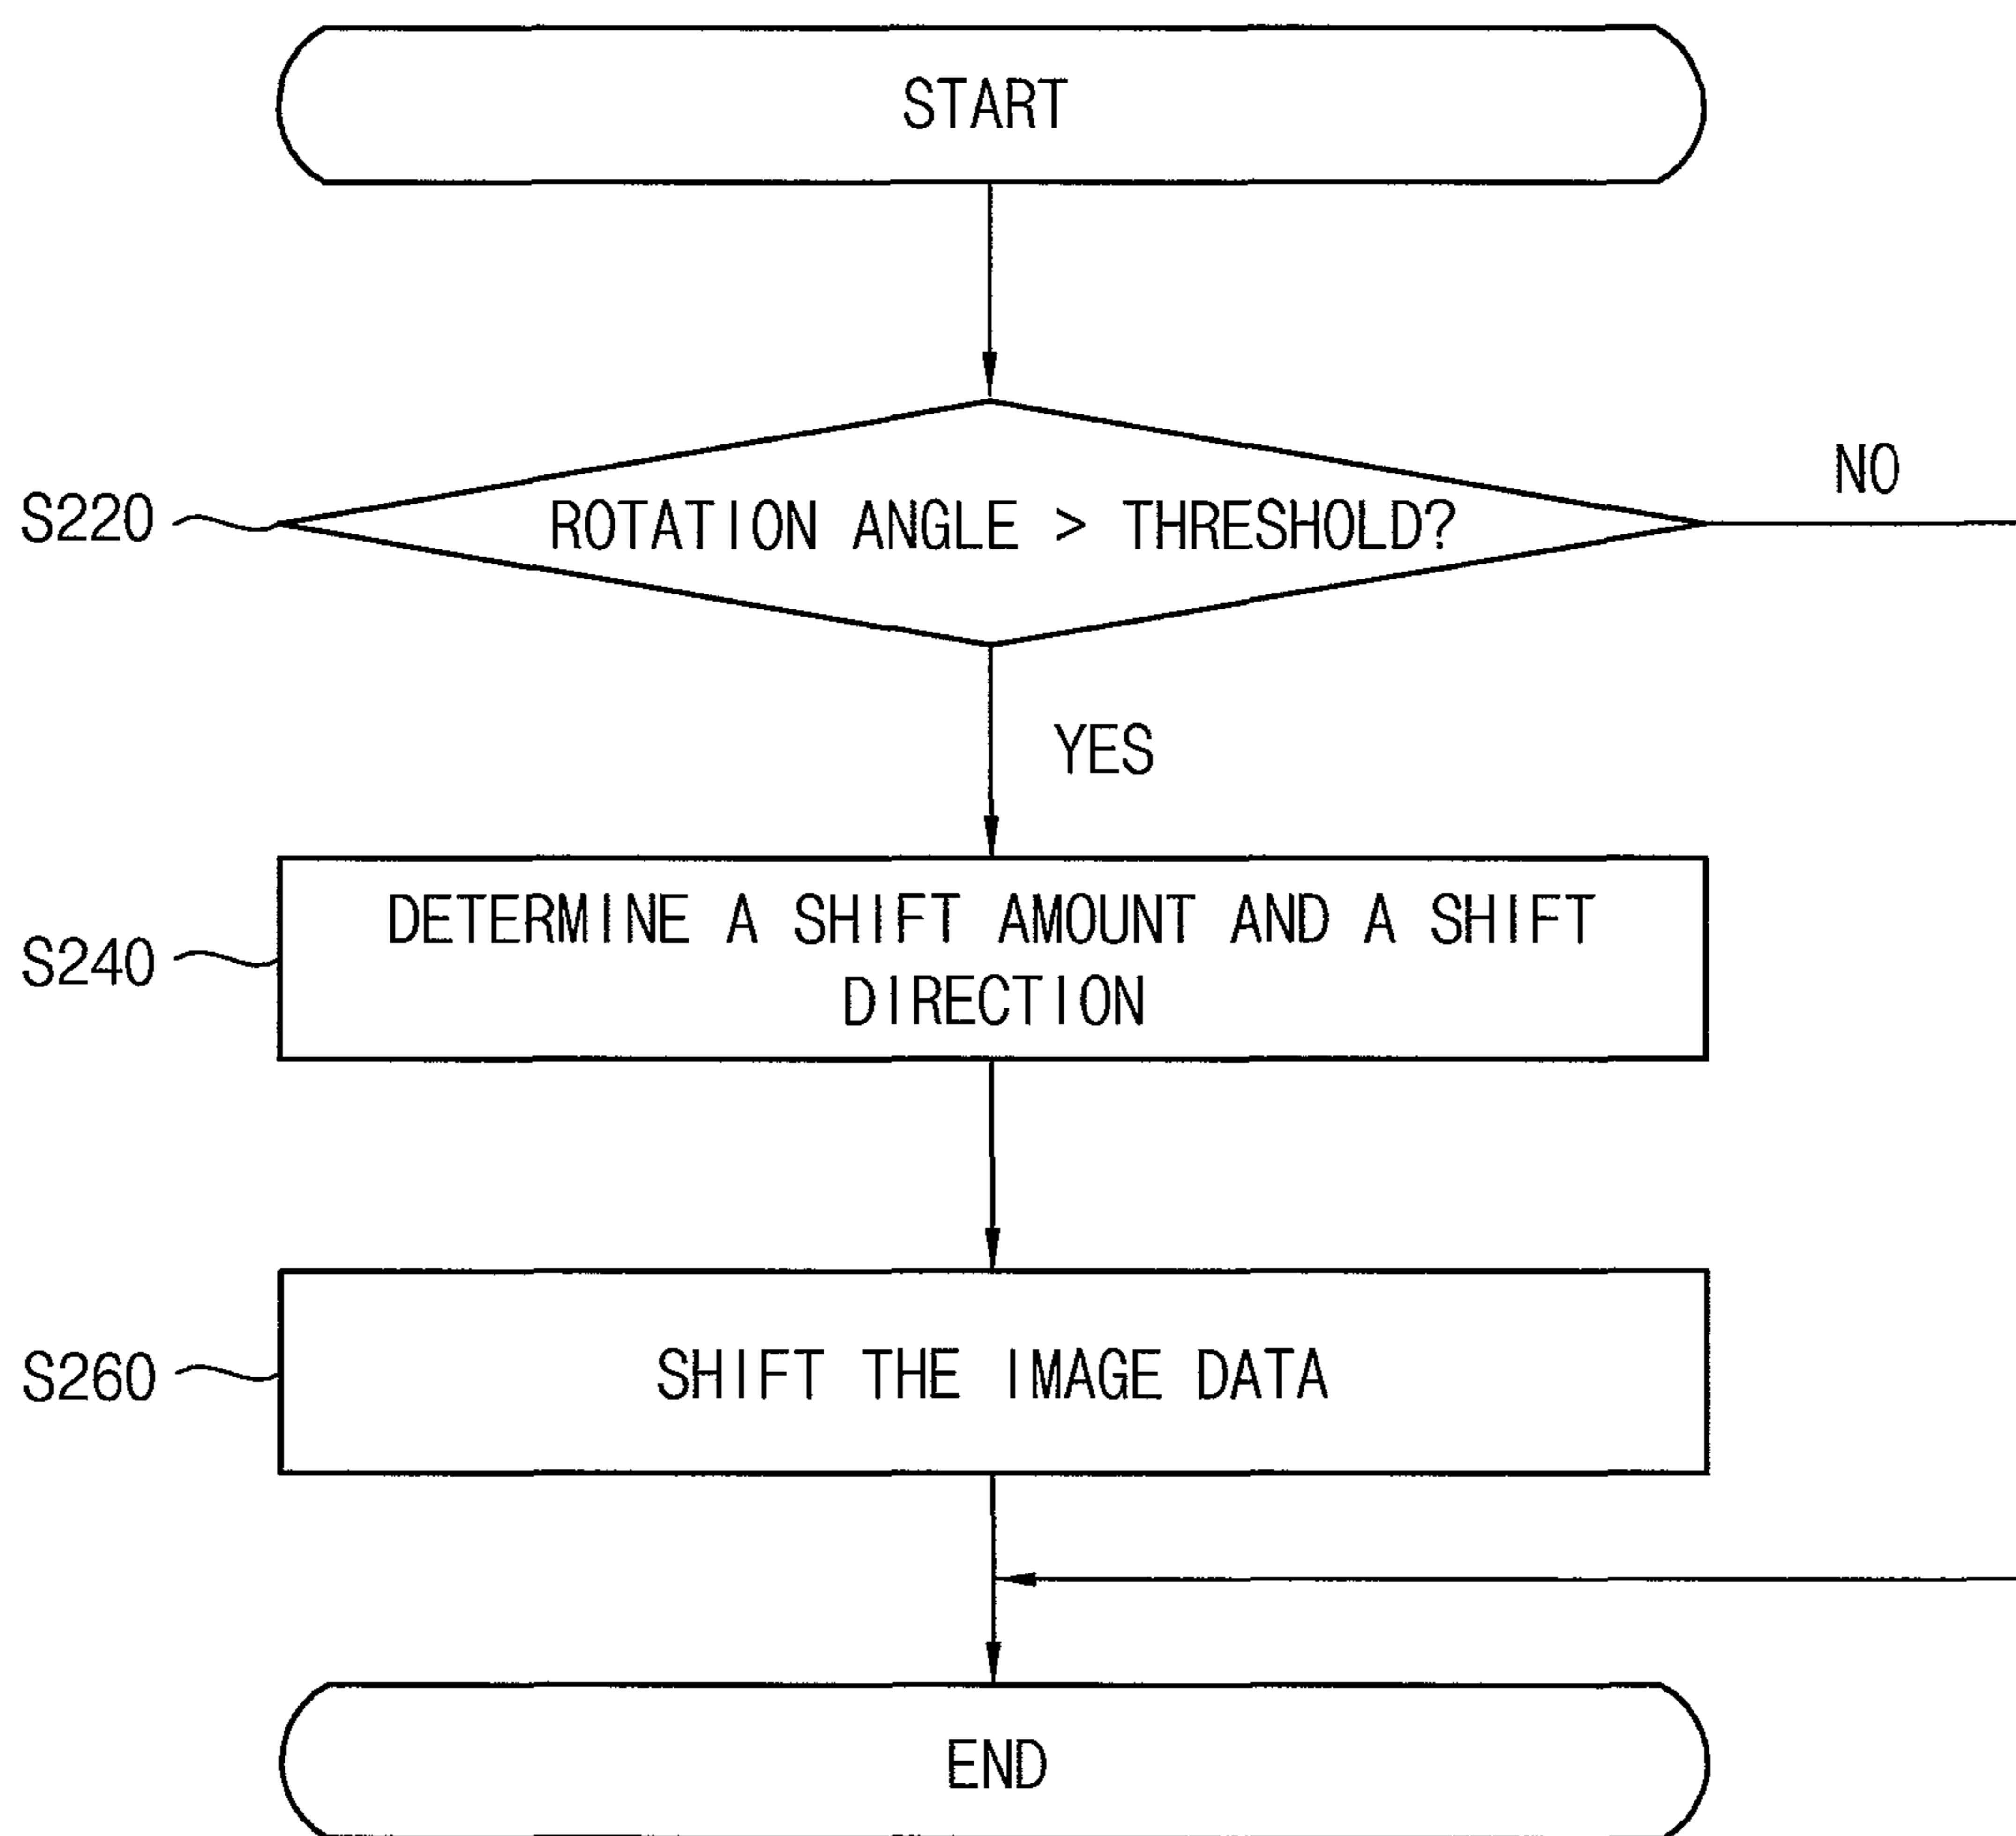 START
S220
ROTATION ANGLE > THRESHOLD?
NO
YES
S240
DETERMINE A SHIFT AMOUNT AND A SHIFT
DIRECTION
S260
SHIFT THE IMAGE DATA
END